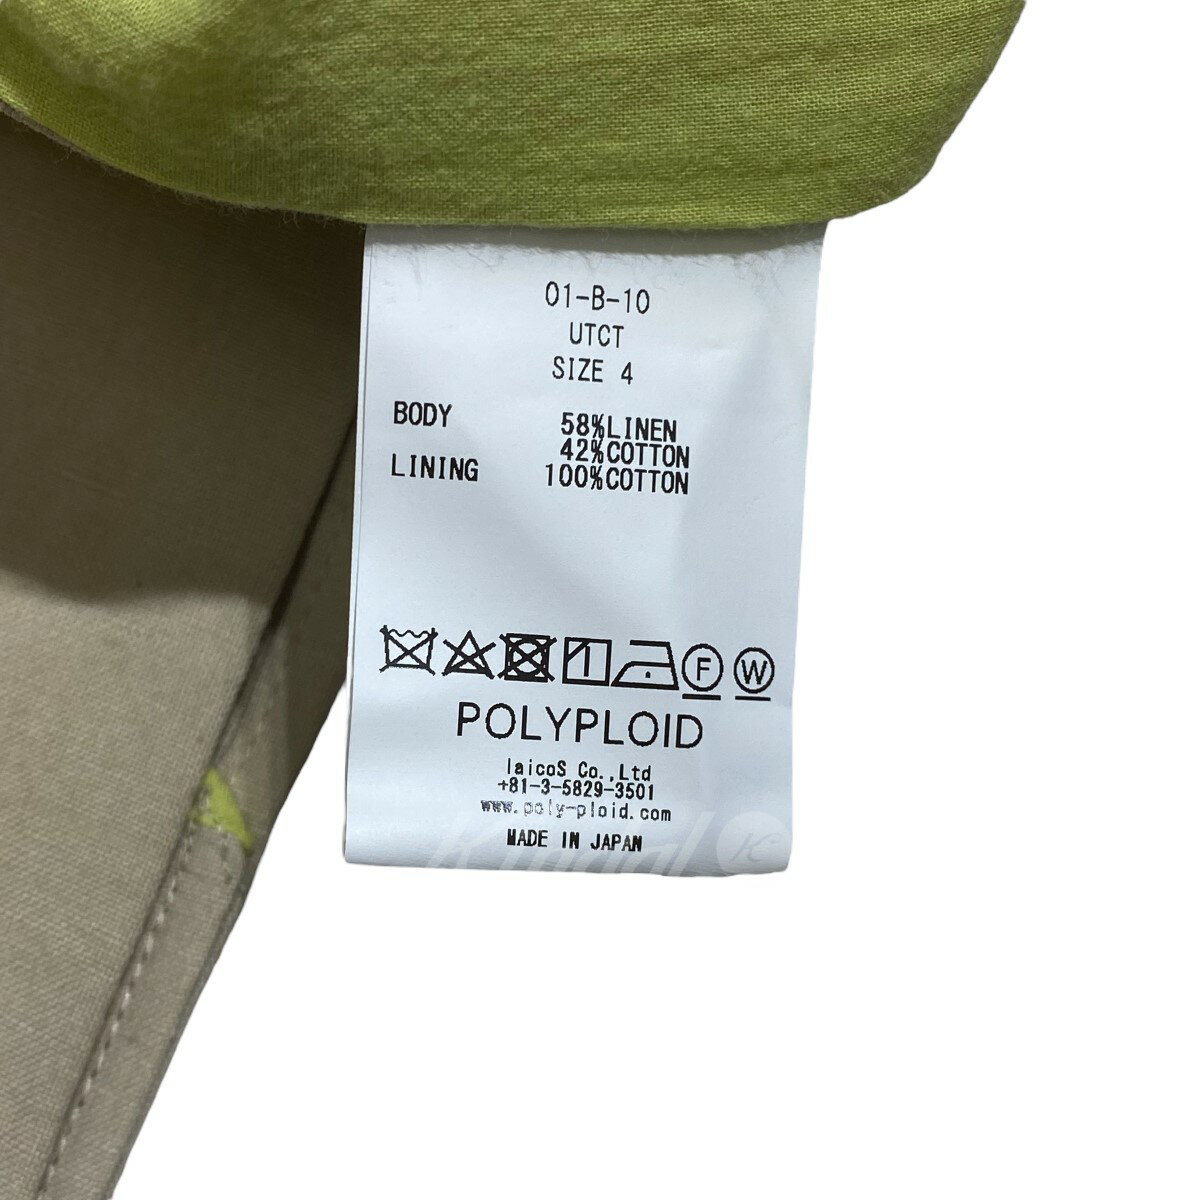 01-B-10
UTCT
SIZE 4
BODY 58%LINEN
42%COTTON
LINING 100%COTTON
F W
POLYPLOID
laicoS Co.,Ltd
+81-3-5829-3501
www.poly-ploid.com
MADE IN JAPAN